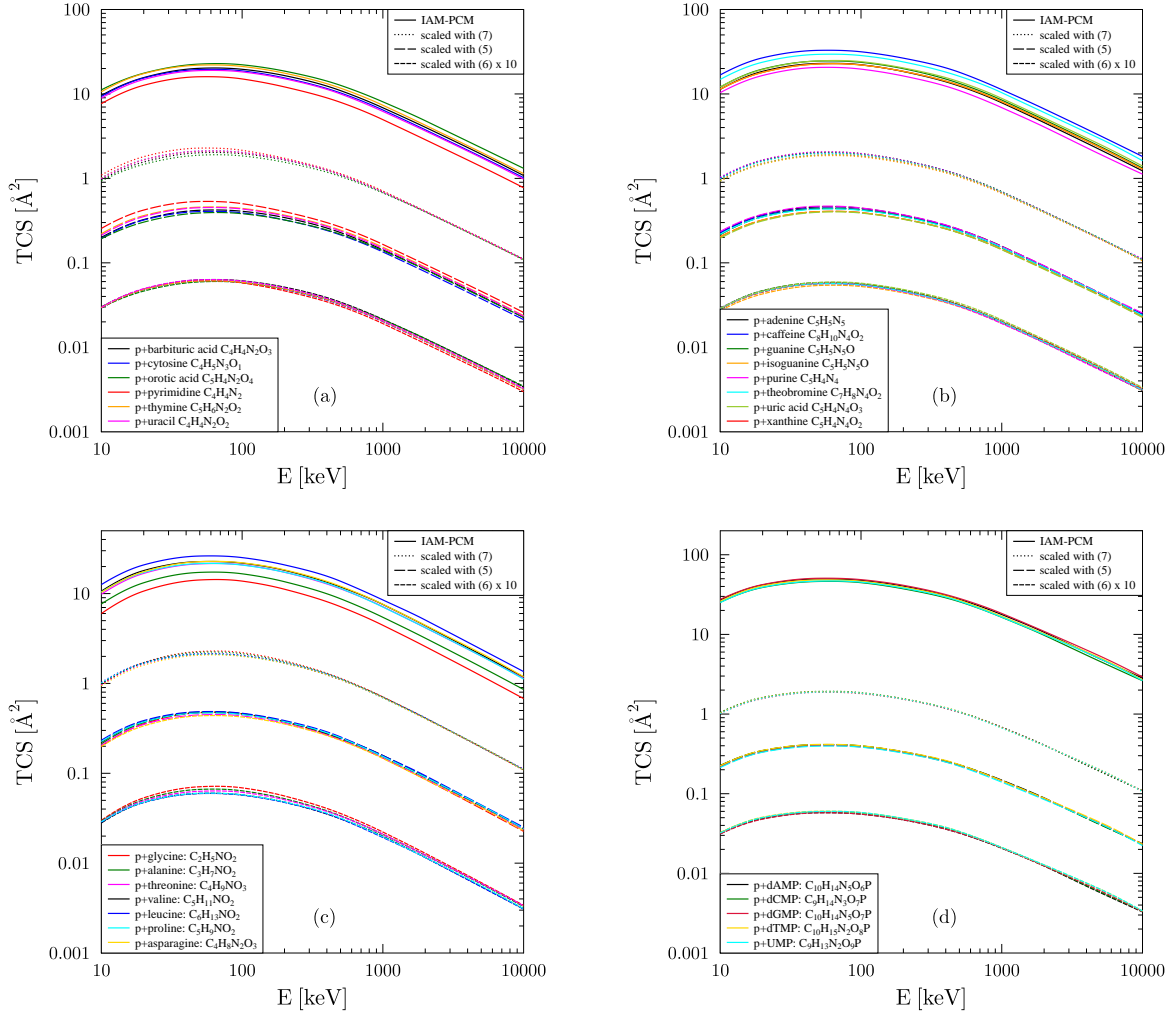 IAM-PCM
scaled with (7)
scaled with (5)
scaled with (6) x 10
TCS [Å²]
100
10
1
0.1
0.01
0.001
p+barbituric acid C₄H₄N₂O₃
p+cytosine C₄H₅N₃O₁
p+orotic acid C₅H₄N₂O₄
p+pyrimidine C₄H₄N₂
p+thymine C₅H₆N₂O₂
p+uracil C₄H₄N₂O₂
(a)
10 100 1000 10000
E [keV]
IAM-PCM
scaled with (7)
scaled with (5)
scaled with (6) x 10
TCS [Å²]
100
10
1
0.1
0.01
0.001
p+adenine C₅H₅N₅
p+caffeine C₈H₁₀N₄O₂
p+guanine C₅H₅N₅O
p+isoguanine C₅H₅N₅O
p+purine C₅H₄N₄
p+theobromine C₇H₈N₄O₂
p+uric acid C₅H₄N₄O₃
p+xanthine C₅H₄N₄O₂
(b)
10 100 1000 10000
E [keV]
IAM-PCM
scaled with (7)
scaled with (5)
scaled with (6) x 10
TCS [Å²]
10
1
0.1
0.01
0.001
p+glycine: C₂H₅NO₂
p+alanine: C₃H₇NO₂
p+threonine: C₄H₉NO₃
p+valine: C₅H₁₁NO₂
p+leucine: C₆H₁₃NO₂
p+proline: C₅H₉NO₂
p+asparagine: C₄H₈N₂O₃
(c)
10 100 1000 10000
E [keV]
IAM-PCM
scaled with (7)
scaled with (5)
scaled with (6) x 10
TCS [Å²]
100
10
1
0.1
0.01
0.001
p+dAMP: C₁₀H₁₄N₅O₆P
p+dCMP: C₉H₁₄N₃O₇P
p+dGMP: C₁₀H₁₄N₅O₇P
p+dTMP: C₁₀H₁₅N₂O₈P
p+UMP: C₉H₁₃N₂O₉P
(d)
10 100 1000 10000
E [keV]